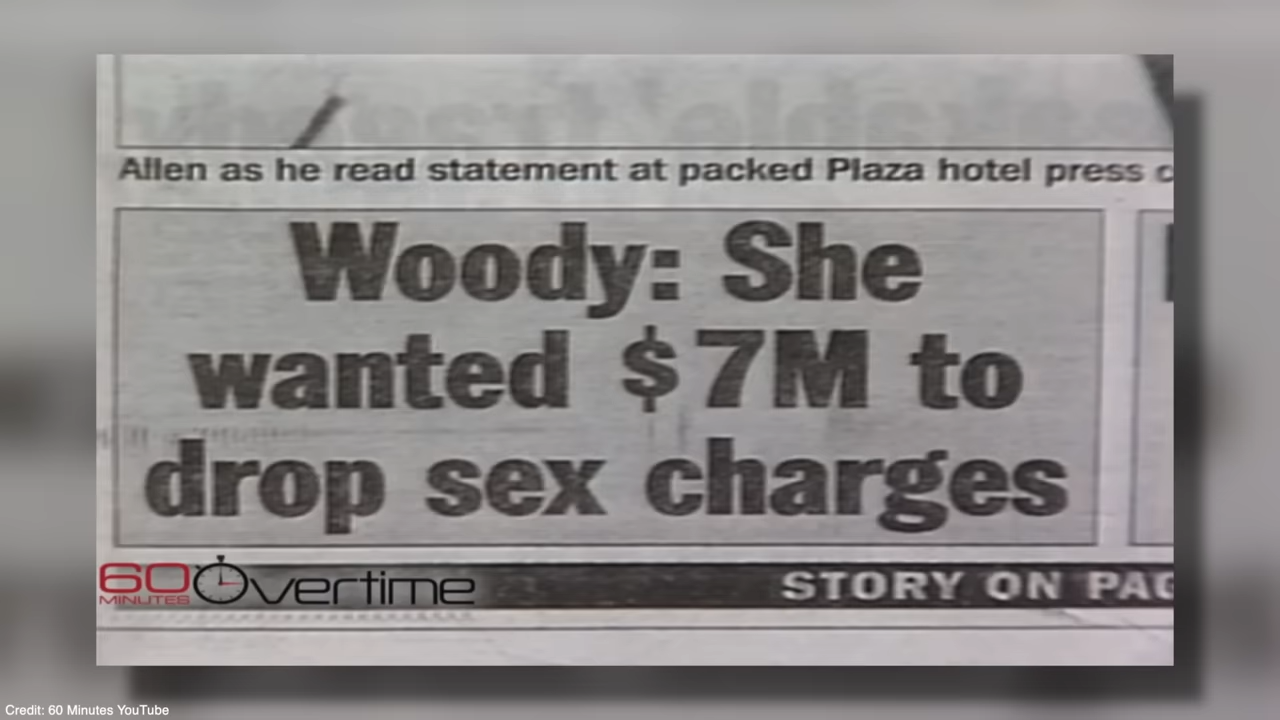 Allen as he read statement at packed Plaza hotel press
Woody: She
wanted $7M to
drop sex charges
60 Overtime
MINUTES
STORY ON
Credit: 60 Minutes YouTube